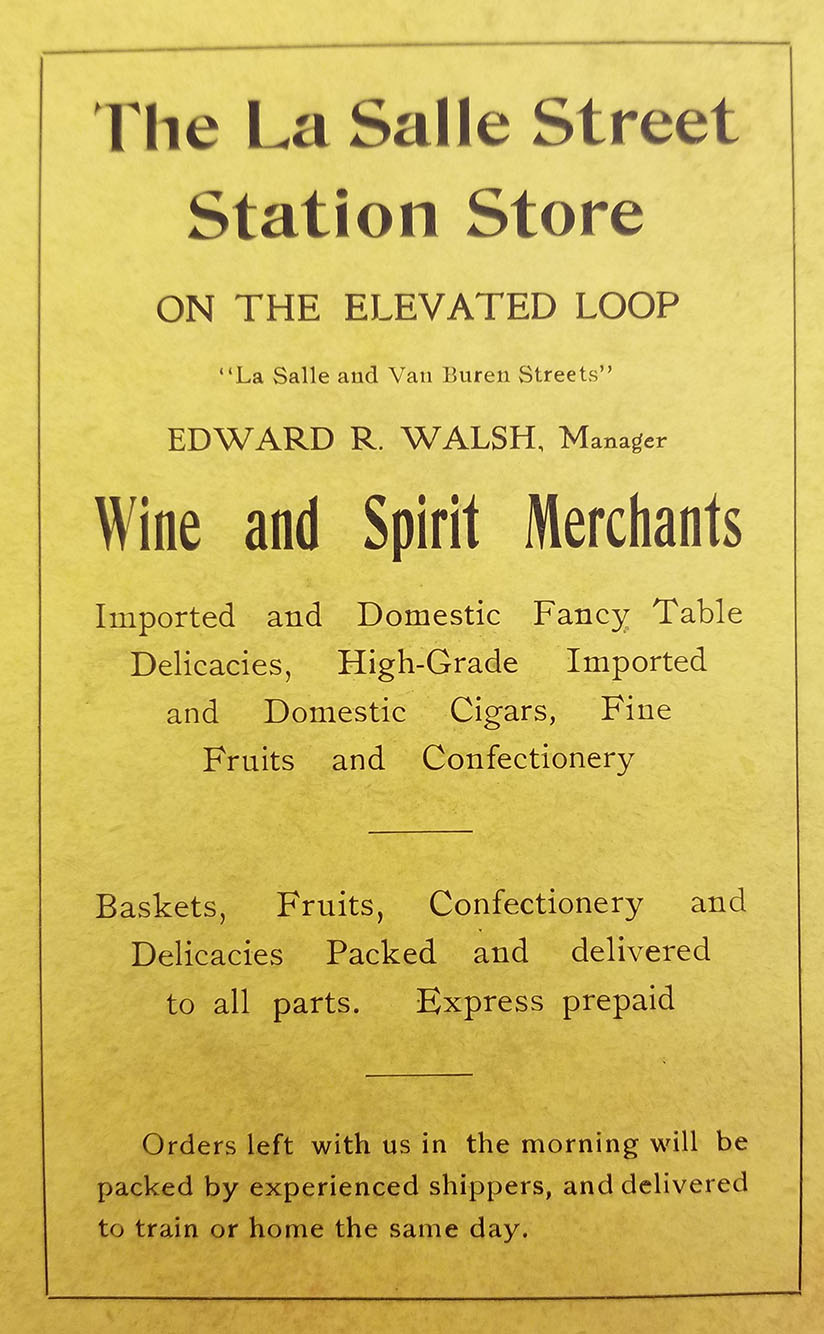 The La Salle Street
Station Store
ON THE ELEVATED LOOP
“La Salle and Van Buren Streets”
EDWARD R. WALSH, Manager
Wine and Spirit Merchants
Imported and Domestic Fancy Table
Delicacies, High-Grade Imported
and Domestic Cigars, Fine
Fruits and Confectionery
Baskets, Fruits, Confectionery and
Delicacies Packed and delivered
to all parts. Express prepaid
Orders left with us in the morning will be
packed by experienced shippers, and delivered
to train or home the same day.